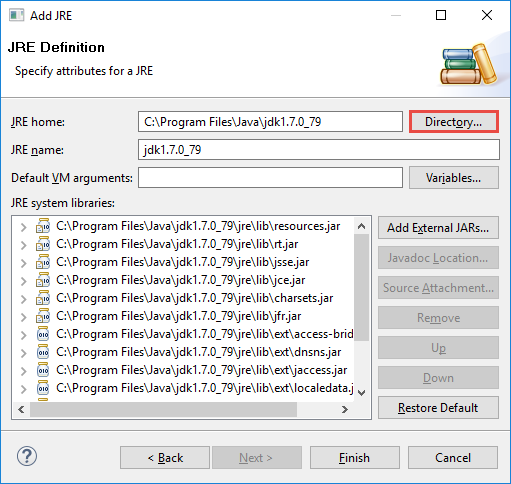 Add JRE
JRE Definition
Specify attributes for a JRE
JRE home:
C:\Program Files\Java\jdk1.7.0_79
Directory...
JRE name:
jdk1.7.0_79
Default VM arguments:
Variables...
JRE system libraries:
C:\Program Files\Java\jdk1.7.0_79\jre\lib\resources.jar
C:\Program Files\Java\jdk1.7.0_79\jre\lib\rt.jar
C:\Program Files\Java\jdk1.7.0_79\jre\lib\jsse.jar
C:\Program Files\Java\jdk1.7.0_79\jre\lib\jce.jar
C:\Program Files\Java\jdk1.7.0_79\jre\lib\charsets.jar
C:\Program Files\Java\jdk1.7.0_79\jre\lib\jfr.jar
C:\Program Files\Java\jdk1.7.0_79\jre\lib\ext\access-brid
C:\Program Files\Java\jdk1.7.0_79\jre\lib\ext\dnsns.jar
C:\Program Files\Java\jdk1.7.0_79\jre\lib\ext\jaccess.jar
C:\Program Files\Java\jdk1.7.0_79\jre\lib\ext\localedata.j
Add External JARs...
Javadoc Location...
Source Attachment...
Remove
Up
Down
Restore Default
?
< Back
Next >
Finish
Cancel